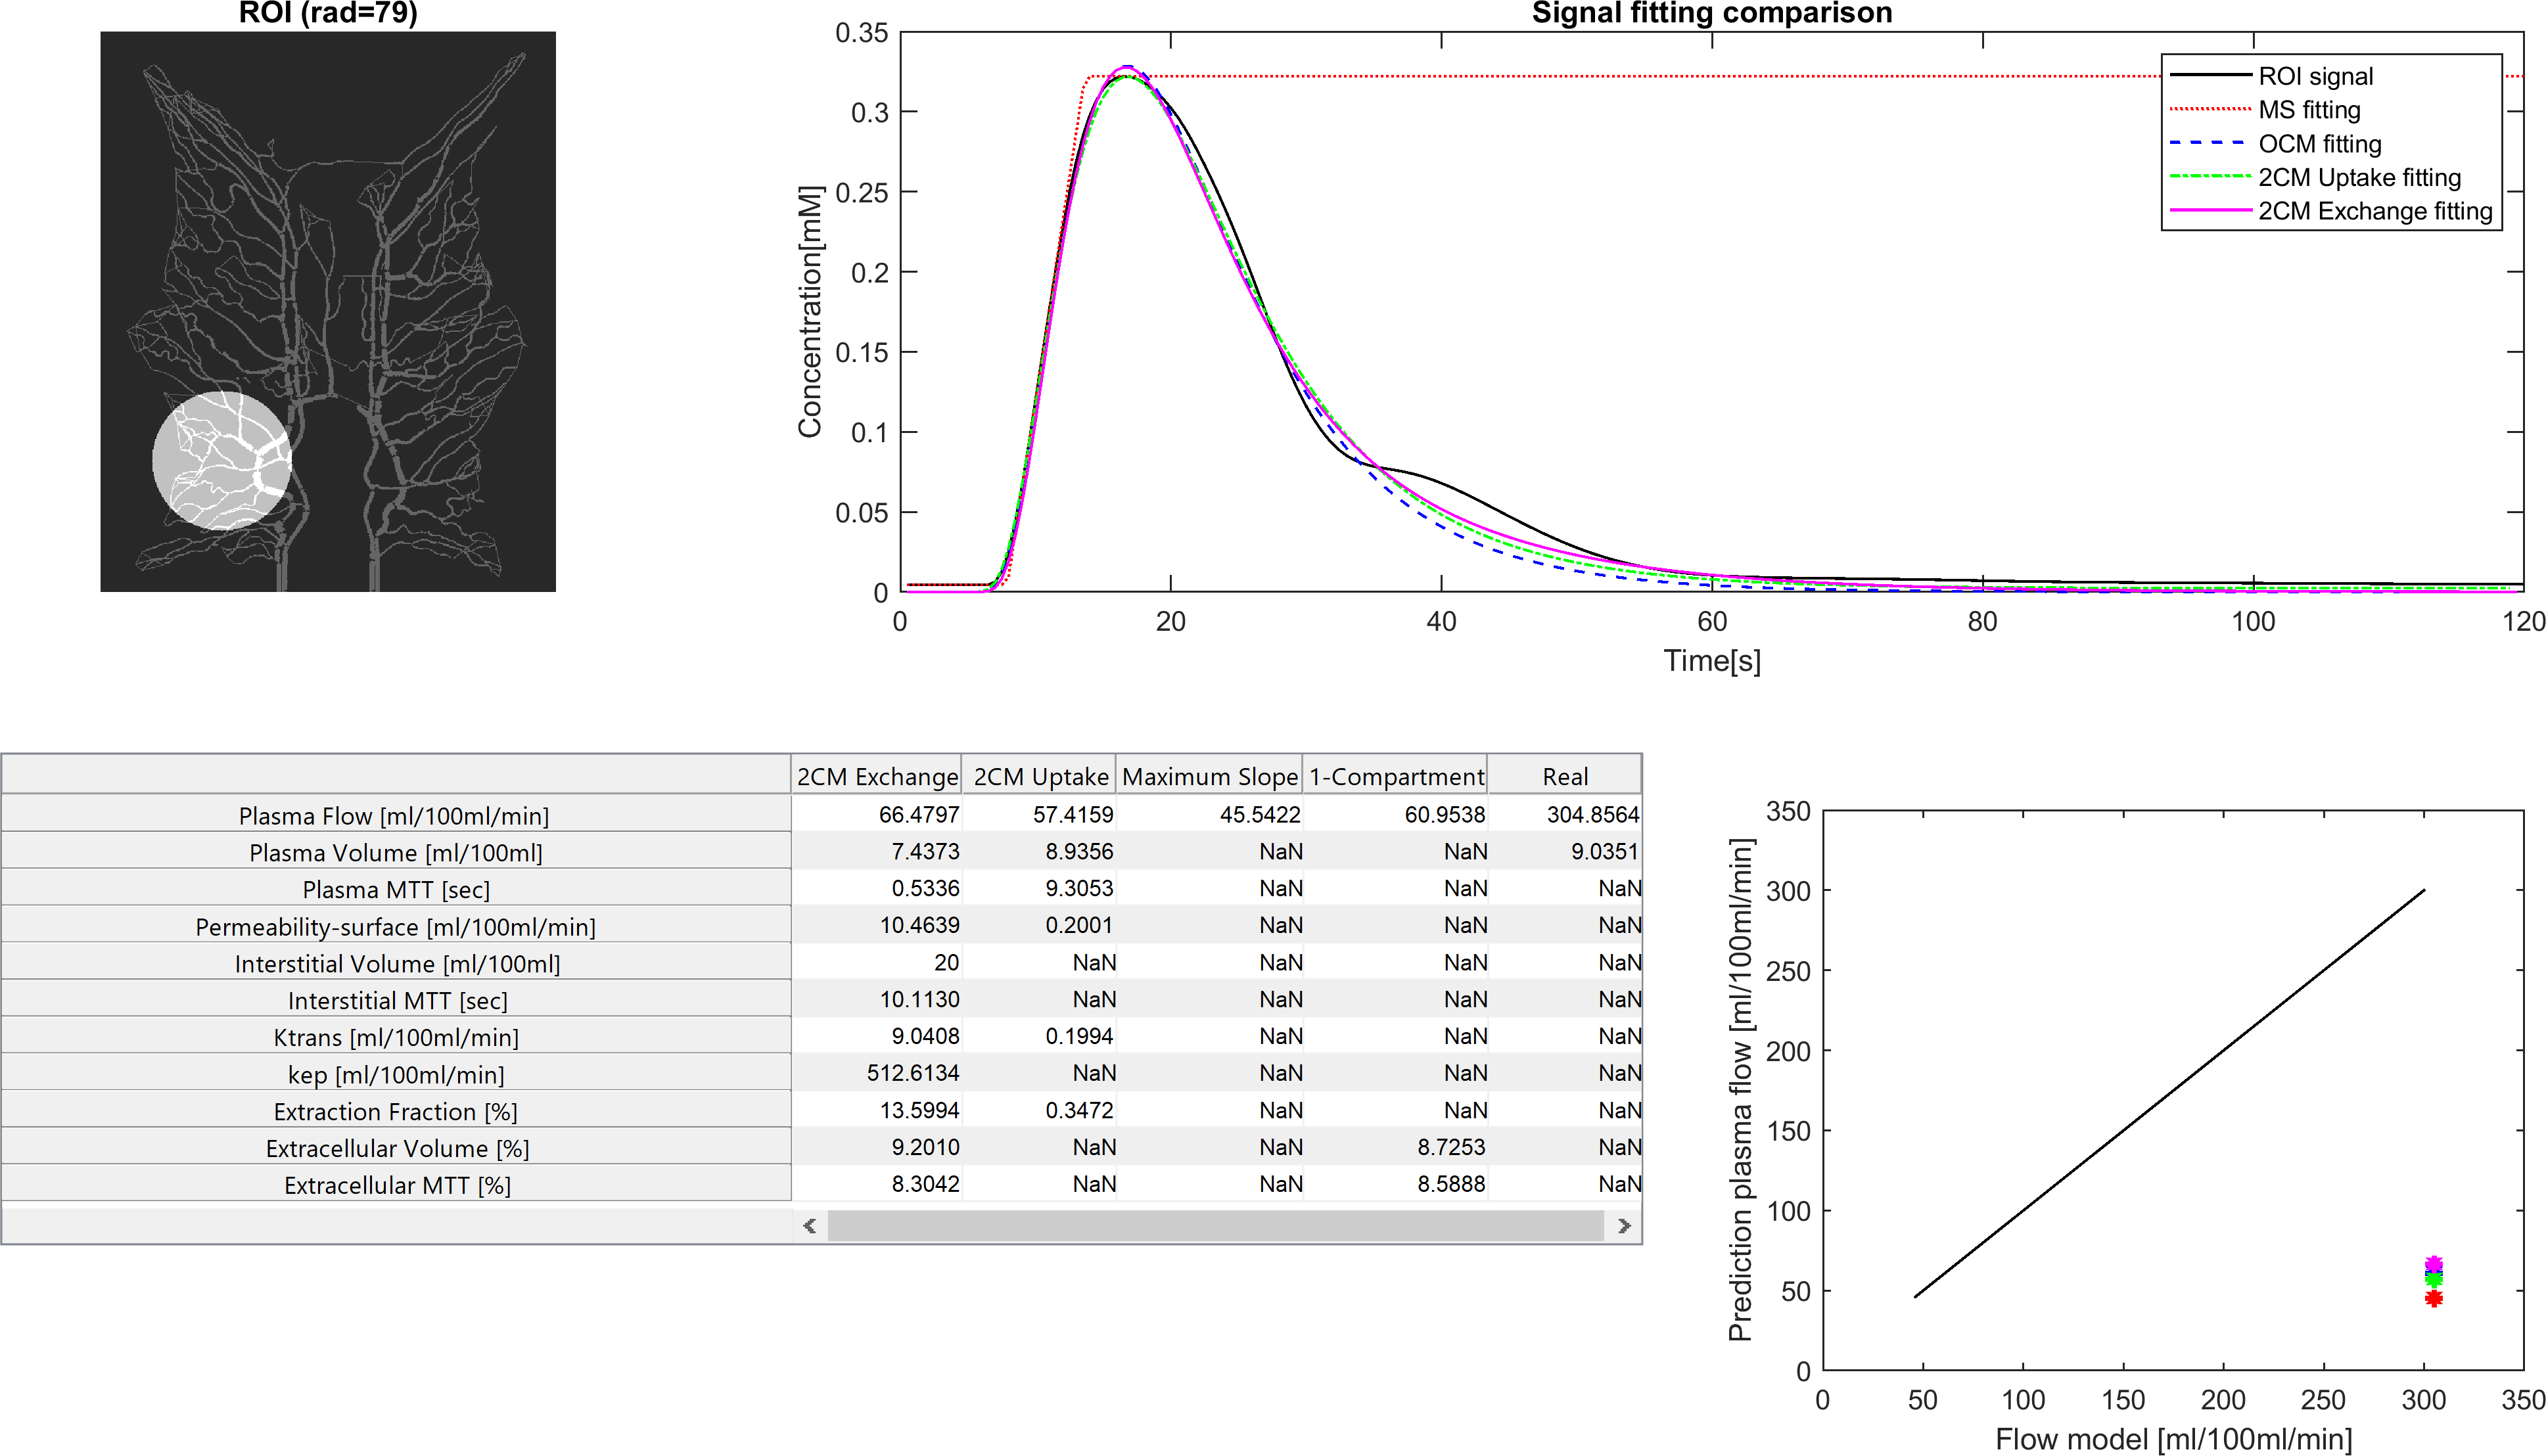 ROI (rad=79)
Signal fitting comparison
0.35
0.3
0.25
0.2
0.15
0.1
0.05
0
Concentration[mM]
0 20 40 60 80 100 120
Time[s]
ROI signal
MS fitting
OCM fitting
2CM Uptake fitting
2CM Exchange fitting
2CM Exchange 2CM Uptake Maximum Slope 1-Compartment Real
Plasma Flow [ml/100ml/min] 66.4797 57.4159 45.5422 60.9538 304.8564
Plasma Volume [ml/100ml] 7.4373 8.9356 NaN NaN 9.0351
Plasma MTT [sec] 0.5336 9.3053 NaN NaN NaN
Permeability-surface [ml/100ml/min] 10.4639 0.2001 NaN NaN NaN
Interstitial Volume [ml/100ml] 20 NaN NaN NaN NaN
Interstitial MTT [sec] 10.1130 NaN NaN NaN NaN
Ktrans [ml/100ml/min] 9.0408 0.1994 NaN NaN NaN
kep [ml/100ml/min] 512.6134 NaN NaN NaN NaN
Extraction Fraction [%] 13.5994 0.3472 NaN NaN NaN
Extracellular Volume [%] 9.2010 NaN NaN 8.7253 NaN
Extracellular MTT [%] 8.3042 NaN NaN 8.5888 NaN
350
300
250
200
150
100
50
0
Prediction plasma flow [ml/100ml/min]
0 50 100 150 200 250 300 350
Flow model [ml/100ml/min]